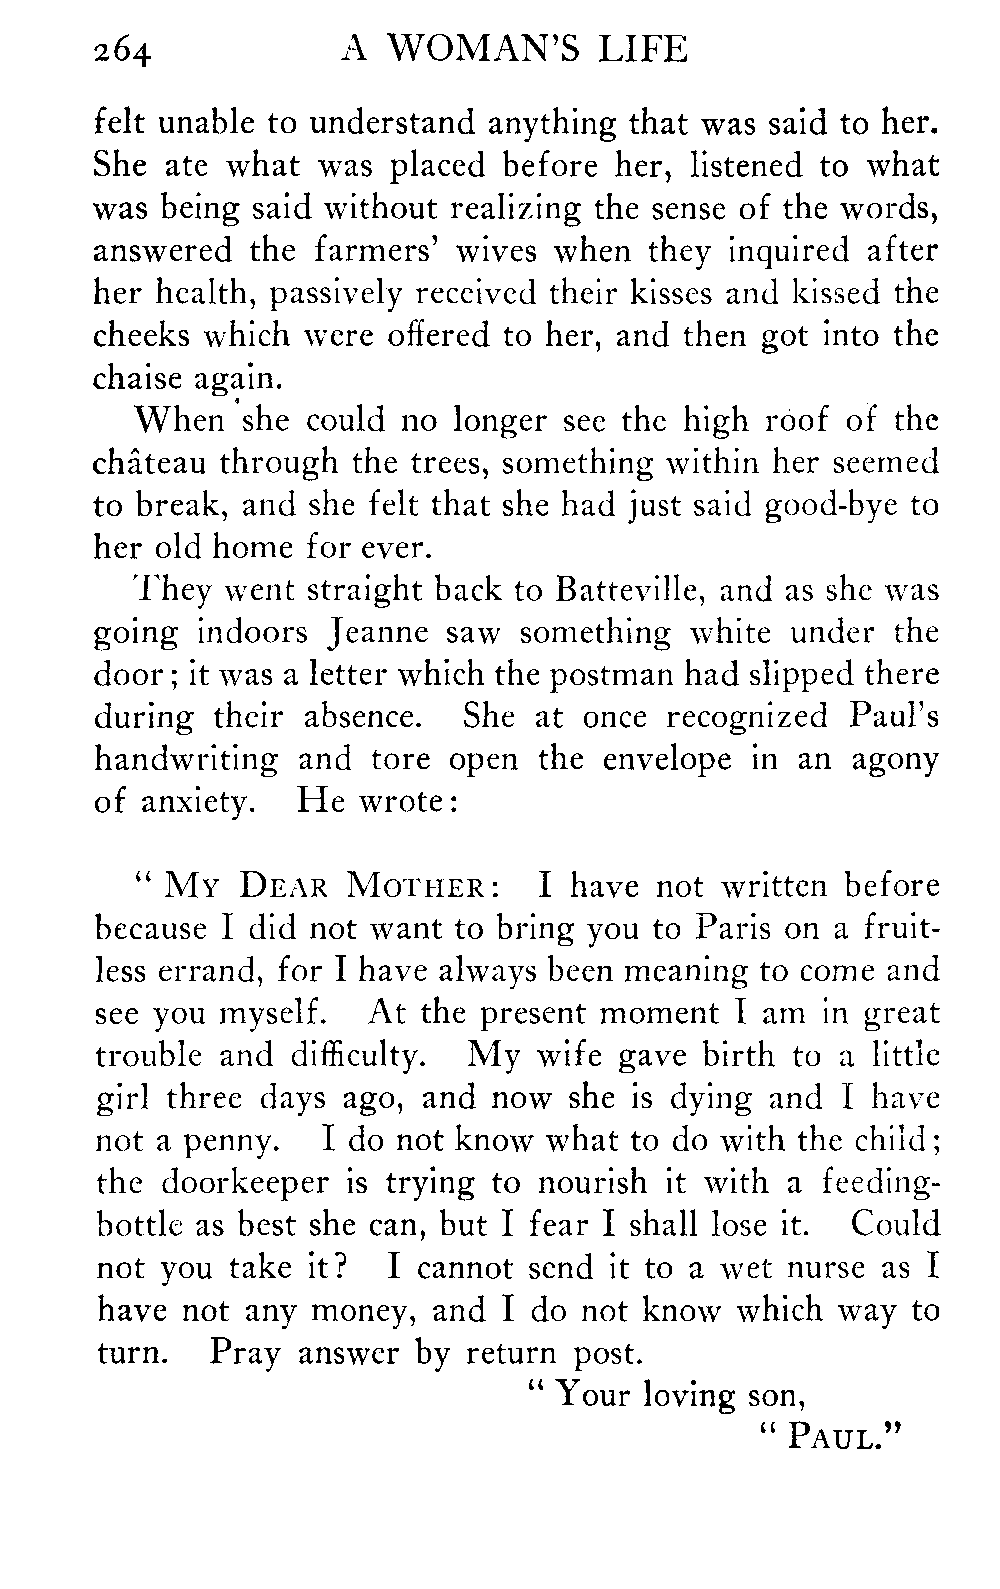 264 A WOMAN'S LIFE
felt unable to understand anything that was said to her.
She ate what was placed before her, listened to what
was being said without realizing the sense of the words,
answered the farmers' wives when they inquired after
her health, passively received their kisses and kissed the
cheeks which were offered to her, and then got into the
chaise again.
When she could no longer see the high roof of the
château through the trees, something within her seemed
to break, and she felt that she had just said good-bye to
her old home for ever.
They went straight back to Batteville, and as she was
going indoors Jeanne saw something white under the
door; it was a letter which the postman had slipped there
during their absence. She at once recognized Paul's
handwriting and tore open the envelope in an agony
of anxiety. He wrote:
“ MY DEAR MOTHER: I have not written before
because I did not want to bring you to Paris on a fruit-
less errand, for I have always been meaning to come and
see you myself. At the present moment I am in great
trouble and difficulty. My wife gave birth to a little
girl three days ago, and now she is dying and I have
not a penny. I do not know what to do with the child;
the doorkeeper is trying to nourish it with a feeding-
bottle as best she can, but I fear I shall lose it. Could
not you take it? I cannot send it to a wet nurse as I
have not any money, and I do not know which way to
turn. Pray answer by return post.
“ Your loving son,
“ PAUL.”